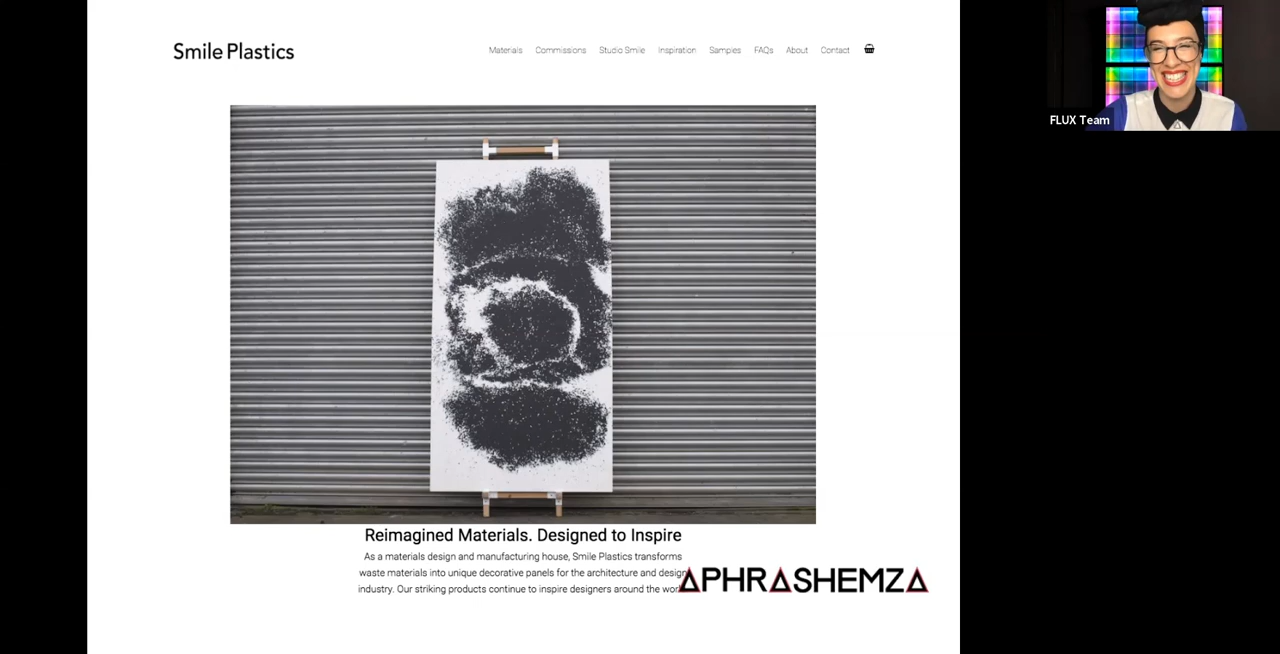 Smile Plastics
Materials Commissions Studio Smile Inspiration Samples FAQs About Contact
FLUX Team
Reimagined Materials. Designed to Inspire
As a materials design and manufacturing house, Smile Plastics transforms
waste materials into unique decorative panels for the architecture and design
industry. Our striking products continue to inspire designers around the
APHRASHEMZA